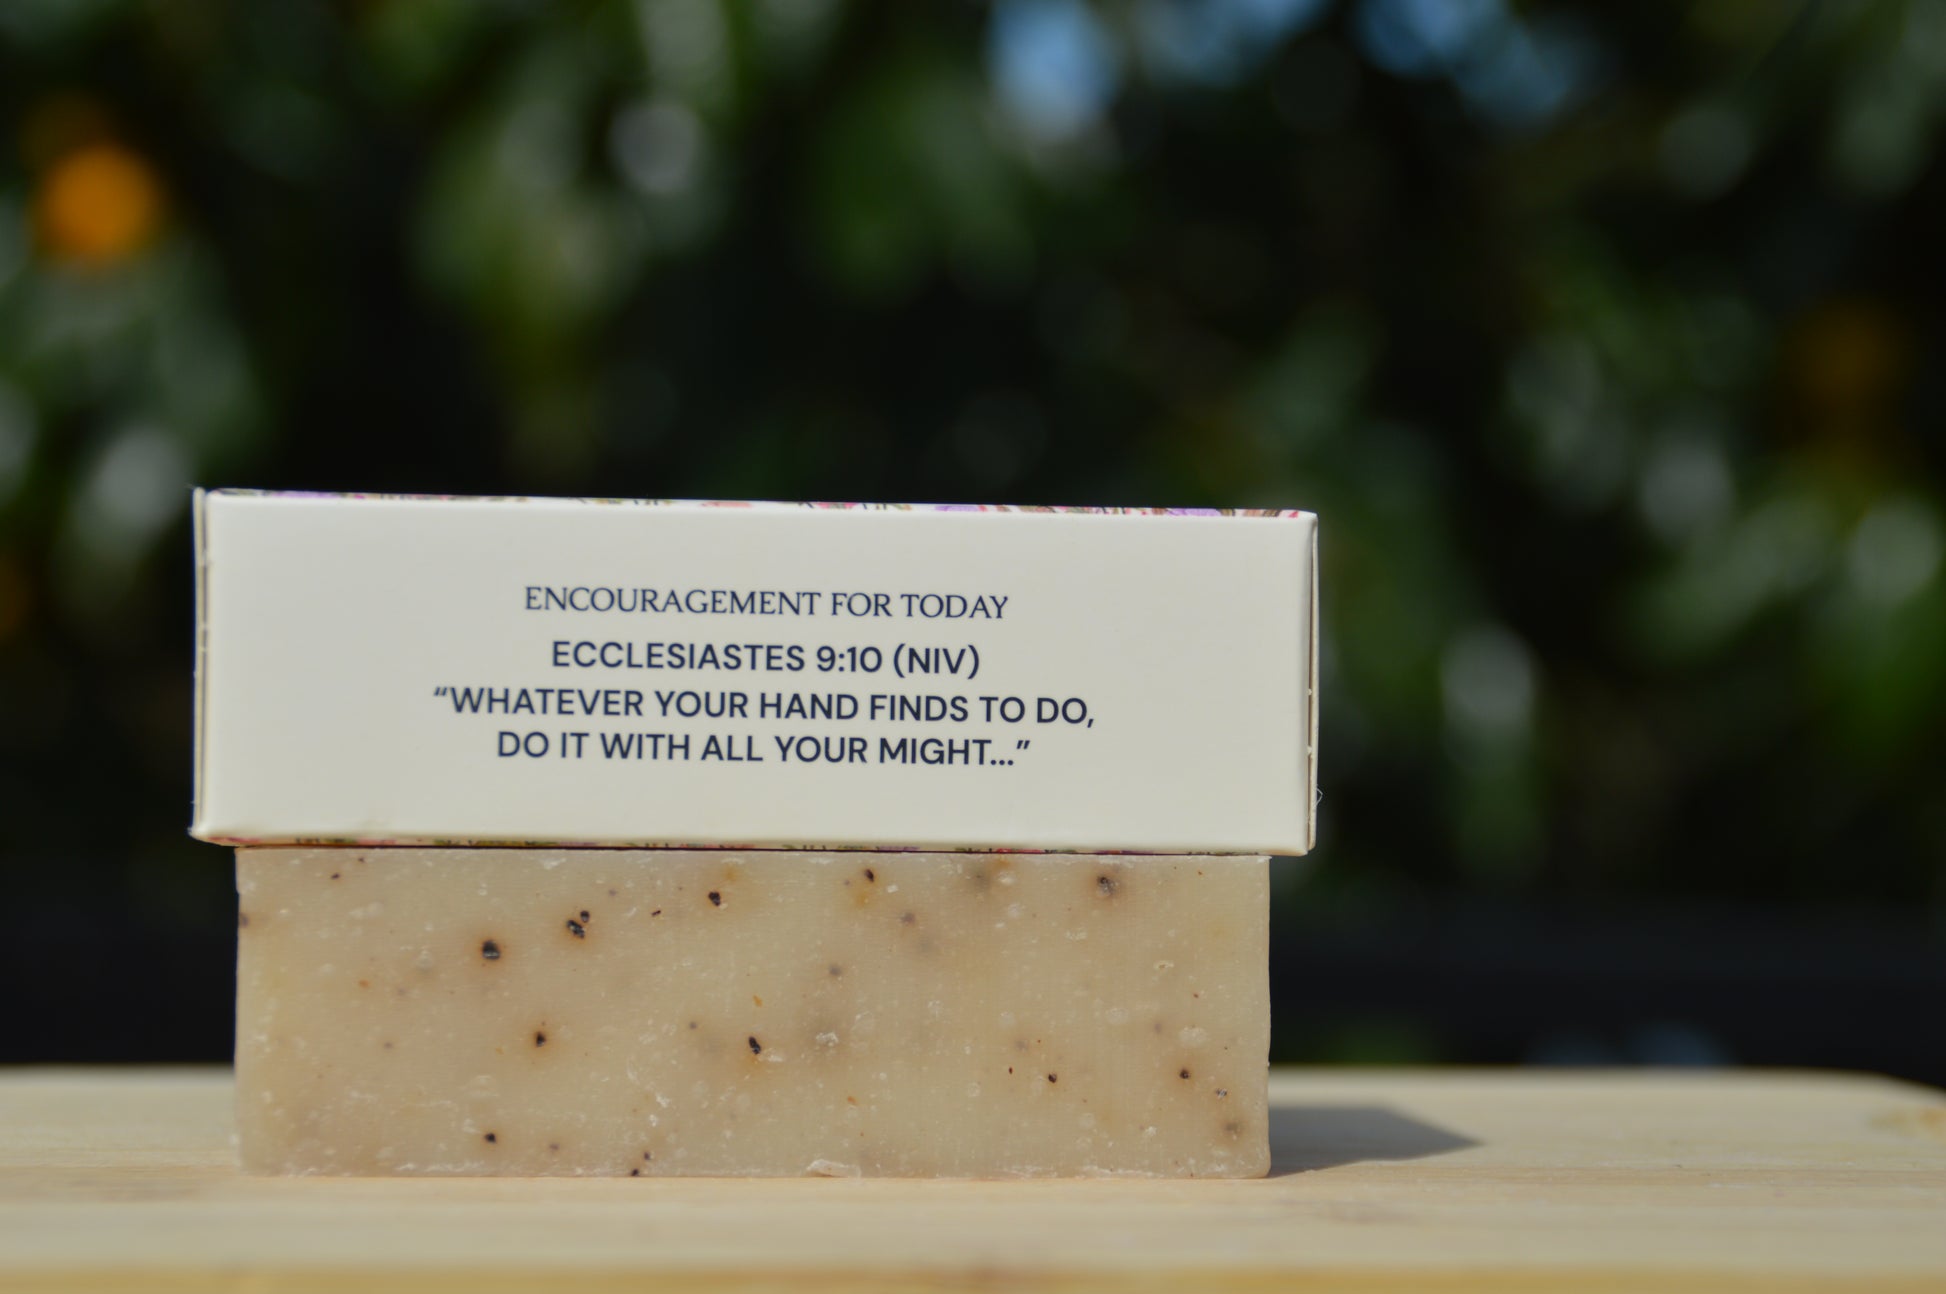 ENCOURAGEMENT FOR TODAY
ECCLESIASTES 9:10 (NIV)
“WHATEVER YOUR HAND FINDS TO DO,
DO IT WITH ALL YOUR MIGHT...”